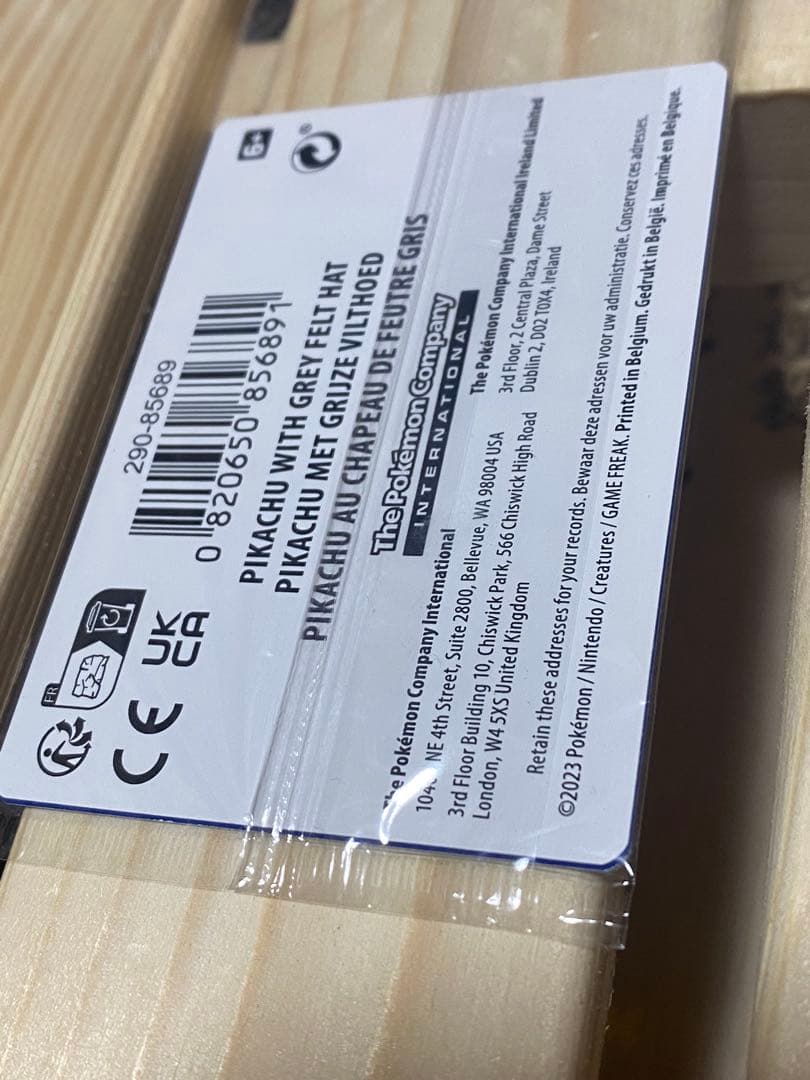 FR
CE
UK
CA
290-85689
0 820650 856891
6+
PIKACHU WITH GREY FELT HAT
PIKACHU MET GRIJZE VILTHOED
PIKACHU AU CHAPEAU DE FEUTRE GRIS
The Pokémon Company
INTERNATIONAL
The Pokémon Company International
NE 4th Street, Suite 2800, Bellevue, WA 98004 USA
3rd Floor Building 10, Chiswick Park, 566 Chiswick High Road
London, W4 5XS United Kingdom
The Pokémon Company International Ireland Limited
3rd Floor, 2 Central Plaza, Dame Street
Dublin 2, D02 T0X4, Ireland
Retain these addresses for your records. Bewaar deze adressen voor uw administratie. Conservez ces adresses.
©2023 Pokémon / Nintendo / Creatures / GAME FREAK. Printed in Belgium. Gedrukt in België. Imprimé en Belgique.